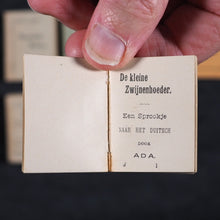 De kleine
Zwijnenhoeder.
Een Sprookje
NAAR HET DUITSCH
DOOR
ADA.